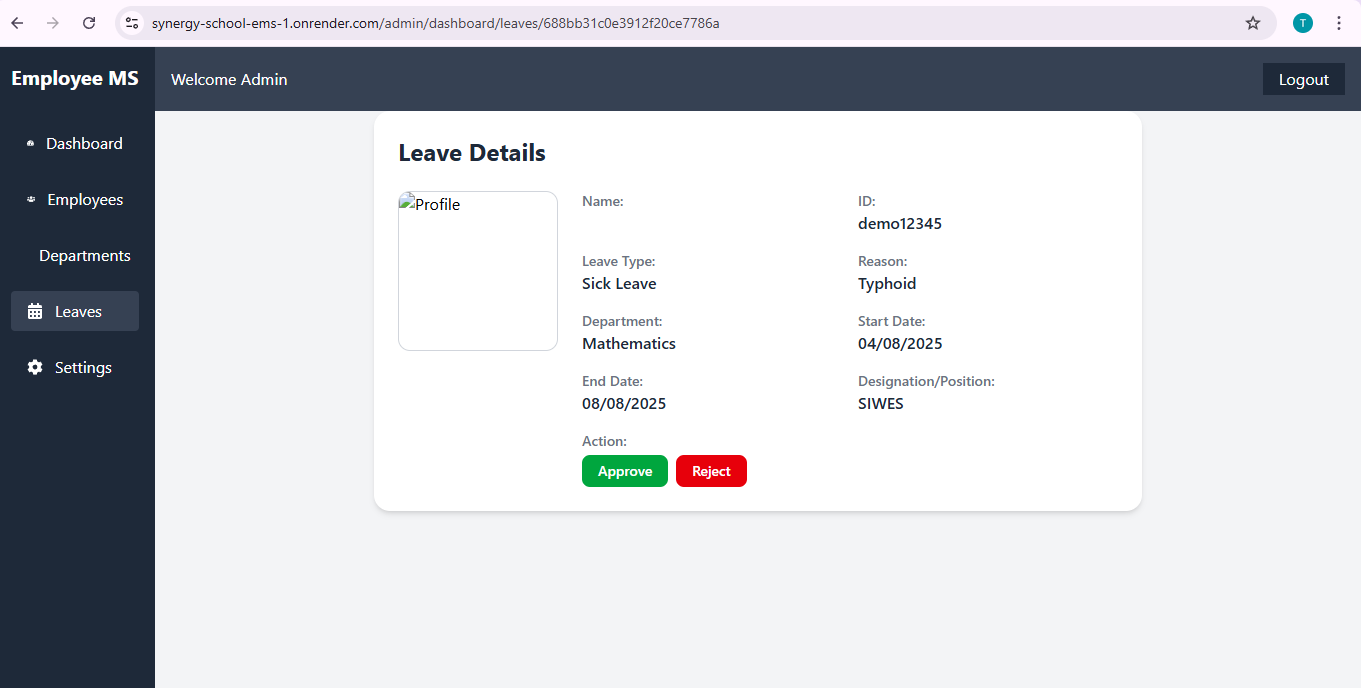 synergy-school-ems-1.onrender.com/admin/dashboard/leaves/688bb31c0e3912f20ce7786a
T
Employee MS
Welcome Admin
Logout
Dashboard
Employees
Departments
Leaves
Settings
Leave Details
Profile
Name:
ID:
demo12345
Leave Type:
Sick Leave
Reason:
Typhoid
Department:
Mathematics
Start Date:
04/08/2025
End Date:
08/08/2025
Designation/Position:
SIWES
Action:
Approve
Reject